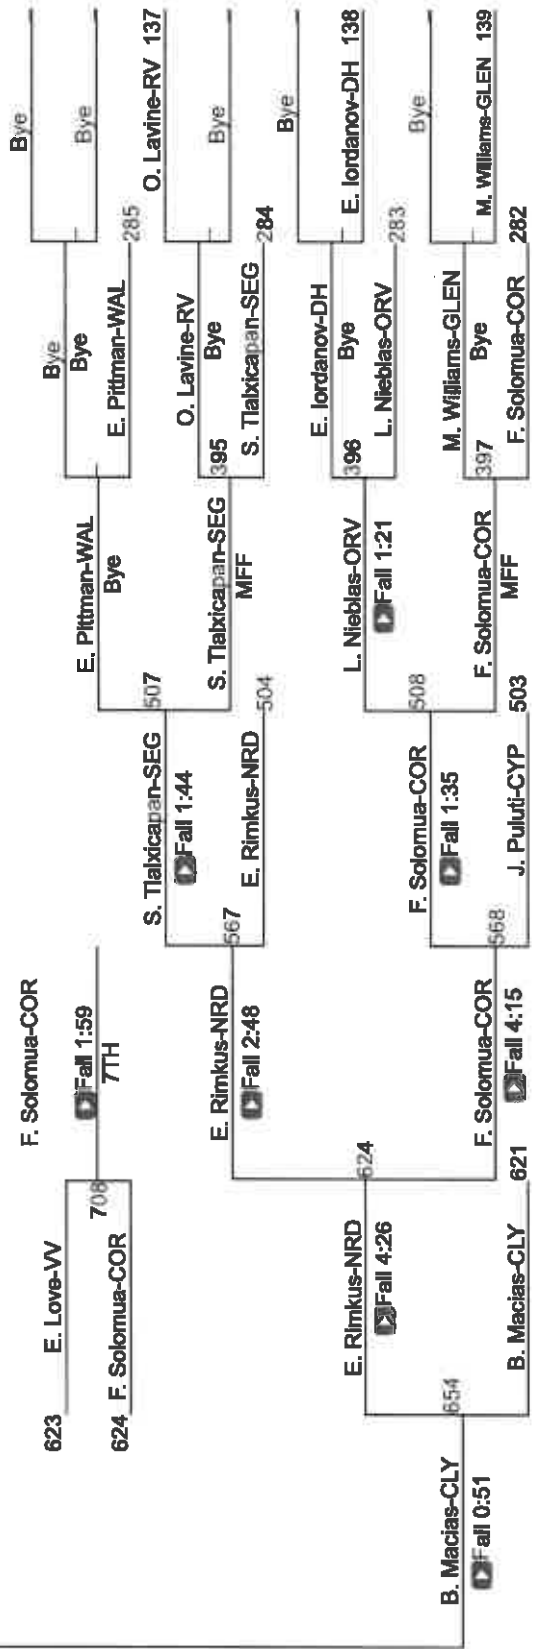 Bye
F. Solomua-COR
623 E. Love-VV
Bye
Bye
Bye
E. Pittman-WAL
Fall 1:59
7TH
708
624 F. Solomua-COR
Bye
E. Pittman-WAL 285
S. Tlalxicapan-SEG
507
O. Lavine-RV 137
Fall 1:44
O. Lavine-RV
Bye
395
Bye
E. Rimkus-NRD
567
S. Tlalxicapan-SEG
Fall 2:48
E. Rimkus-NRD 504
MFF
S. Tlalxicapan-SEG 284
Bye
E. Iordanov-DH
Bye
396
E. Rimkus-NRD
624
L. Nieblas-ORV
E. Iordanov-DH 138
Fall 4:26
Fall 1:21
L. Nieblas-ORV 283
F. Solomua-COR
508
Bye
Fall 1:35
B. Macias-CLY
654
M. Williams-GLEN
Bye
397
Fall 0:51
F. Solomua-COR
568
F. Solomua-COR
M. Williams-GLEN 139
Fall 4:15
MFF
B. Macias-CLY 621
J. Puluti-CYP 503
F. Solomua-COR 282